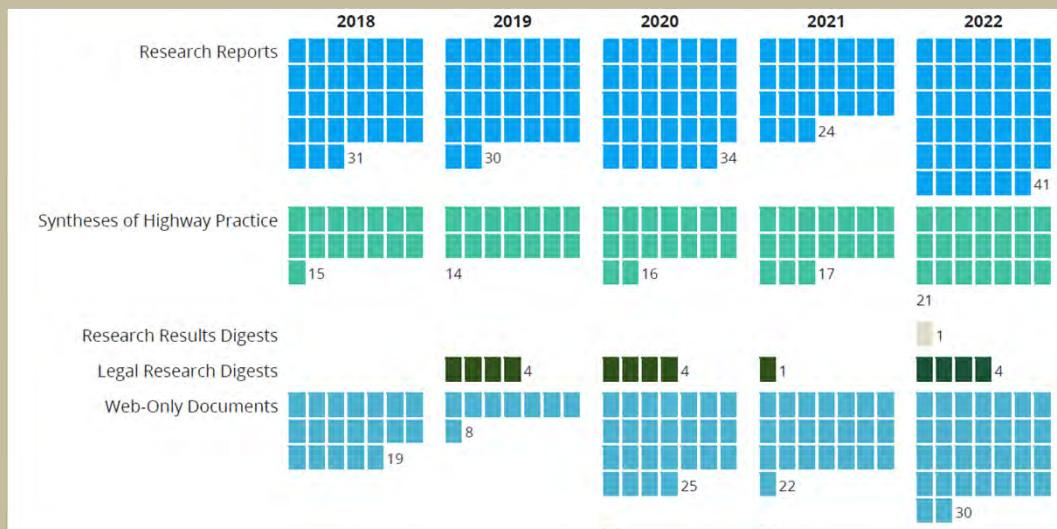 2018 2019 2020 2021 2022
Research Reports
31 30 34 24 41
Syntheses of Highway Practice
15 14 16 17 21
Research Results Digests 1
Legal Research Digests 4 4 1 4
Web-Only Documents
19 8 25 22 30